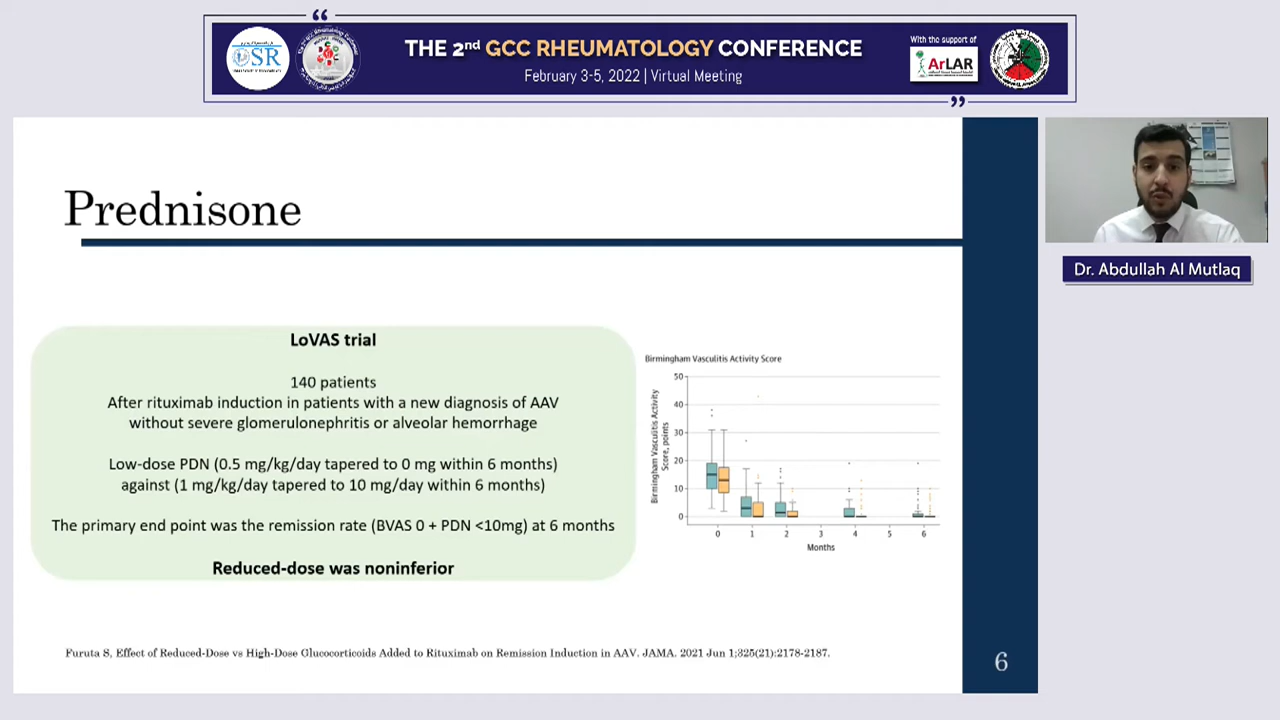 “
THE 2nd GCC RHEUMATOLOGY CONFERENCE
February 3-5, 2022 | Virtual Meeting
With the support of
OSR
ArLAR
”
Prednisone
Dr. Abdullah Al Mutlaq
LoVAS trial
140 patients
After rituximab induction in patients with a new diagnosis of AAV
without severe glomerulonephritis or alveolar hemorrhage
Low-dose PDN (0.5 mg/kg/day tapered to 0 mg within 6 months)
against (1 mg/kg/day tapered to 10 mg/day within 6 months)
The primary end point was the remission rate (BVAS 0 + PDN <10mg) at 6 months
Reduced-dose was noninferior
Birmingham Vasculitis Activity Score
Birmingham Vasculitis Activity
Score, points
50
40
30
20
10
0
0 1 2 3 4 5 6
Months
Furuta S, Effect of Reduced-Dose vs High-Dose Glucocorticoids Added to Rituximab on Remission Induction in AAV. JAMA. 2021 Jun 1;325(21):2178-2187.
6